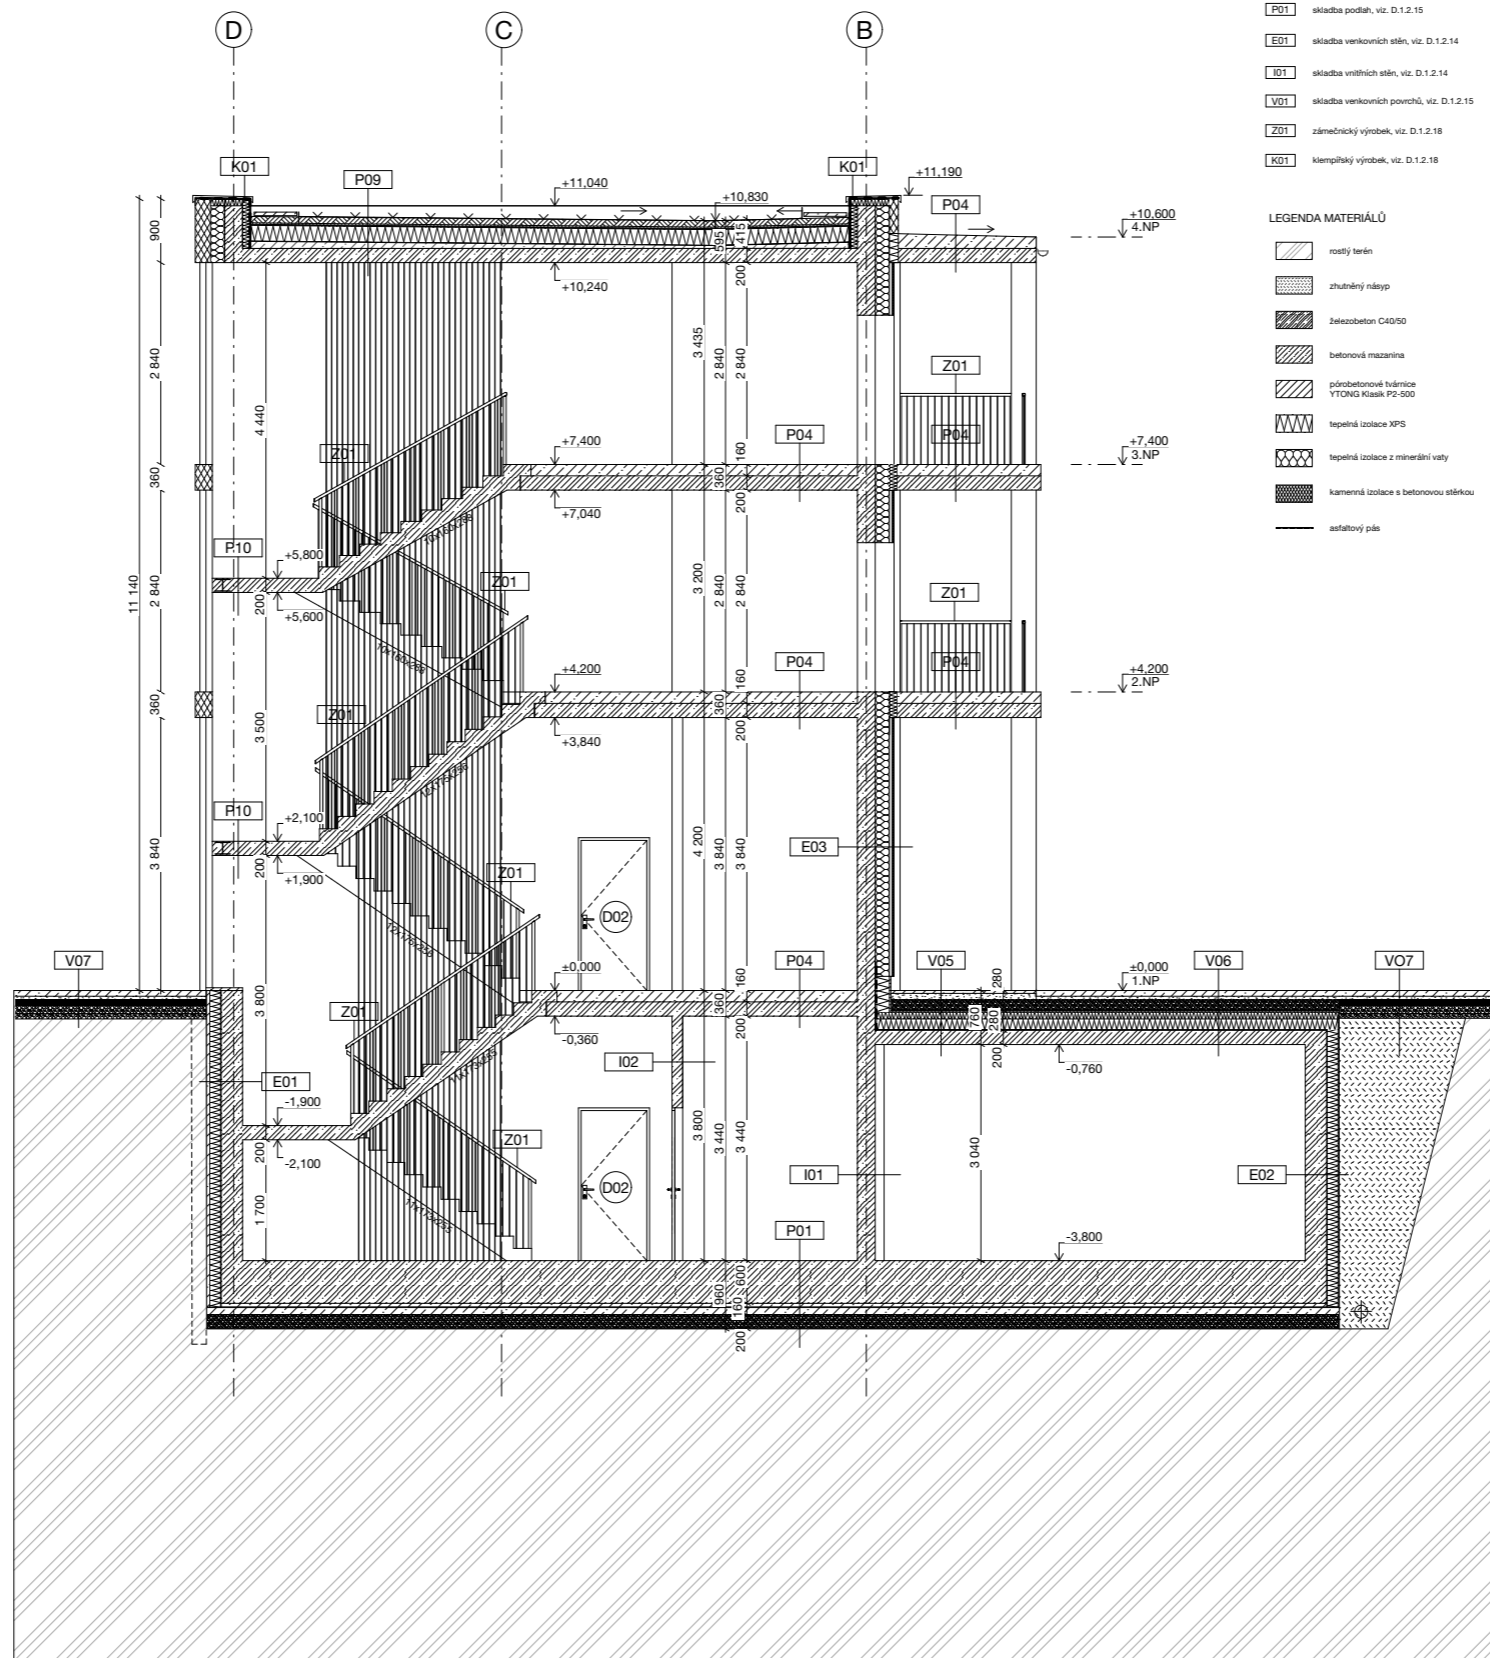 D
C
B
P01 skladba podlah, viz. D.1.2.15
E01 skladba venkovních stěn, viz. D.1.2.14
I01 skladba vnitřních stěn, viz. D.1.2.14
V01 skladba venkovních povrchů, viz. D.1.2.15
Z01 zámečnický výrobek, viz. D.1.2.18
K01 klempířský výrobek, viz. D.1.2.18
LEGENDA MATERIÁLŮ
rostlý terén
zhutněný násyp
železobeton C40/50
betonová mazanina
pórobetonové tvárnice
YTONG Klasik P2-500
tepelná izolace XPS
tepelná izolace z minerální vaty
kamenná izolace s betonovou stěrkou
asfaltový pás
K01
P09
K01
+11,190
+11,040
+10,830
P04
+10,600
4.NP
900
595
415
200
+10,240
2 840
4 440
3 435
2 840
2 840
Z01
Z01
P04
P04
+7,400
+7,400
3.NP
160
360
360
200
+7,040
10x160x288
P10
+5,800
200
+5,600
Z01
11 140
2 840
3 200
2 840
2 840
Z01
10x160x288
P04
P04
+4,200
+4,200
2.NP
160
360
360
200
+3,840
3 500
Z01
12x175x256
P10
+2,100
200
+1,900
3 840
4 200
3 840
3 840
E03
Z01
D02
12x175x256
V07
±0,000
P04
V05
280
±0,000
1.NP
V06
VO7
160
360
200
-0,360
760
280
200
-0,760
3 800
Z01
11x173x255
I02
E01
-1,900
200
-2,100
3 800
3 440
3 440
3 040
Z01
D02
I01
E02
1 700
11x173x255
P01
-3,800
600
960
160
200